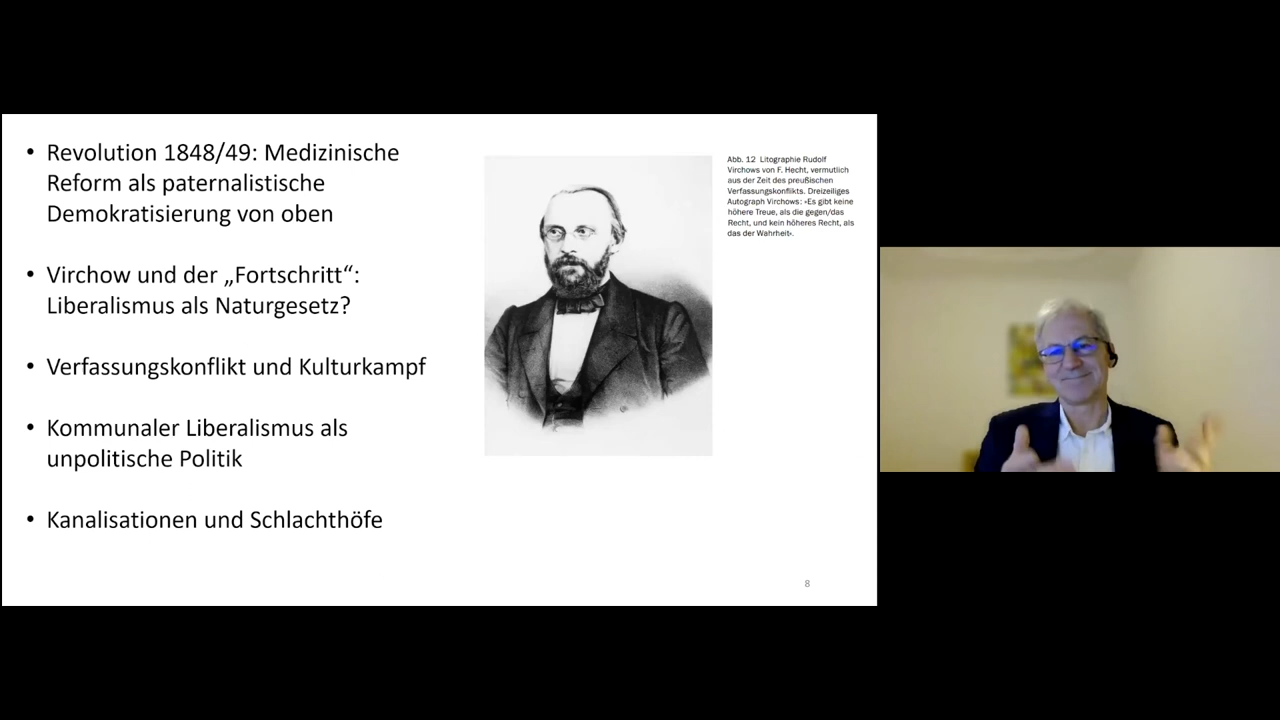 • Revolution 1848/49: Medizinische
Reform als paternalistische
Demokratisierung von oben
• Virchow und der „Fortschritt“:
Liberalismus als Naturgesetz?
• Verfassungskonflikt und Kulturkampf
• Kommunaler Liberalismus als
unpolitische Politik
• Kanalisationen und Schlachthöfe
Abb. 12 Litographie Rudolf
Virchows von F. Hecht, vermutlich
aus der Zeit des preußischen
Verfassungskonflikts. Dreizeiliges
Autograph Virchows: »Es gibt keine
höhere Treue, als die gegen/das
Recht, und kein höheres Recht, als
das der Wahrheit«.
8